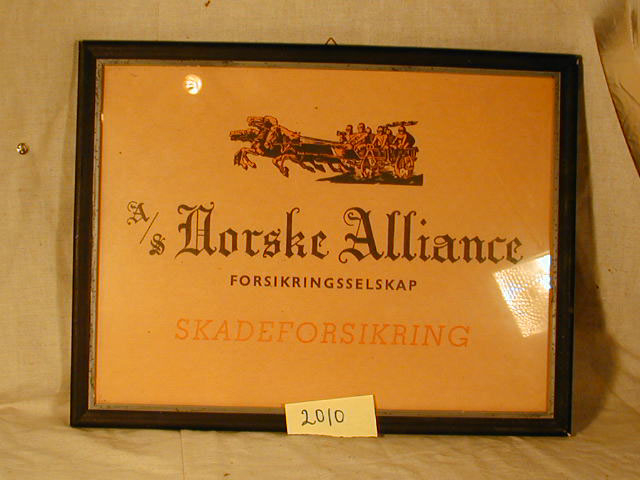 A/s Norske Alliance
FORSIKRINGSSELSKAP
SKADEFORSIKRING
2010